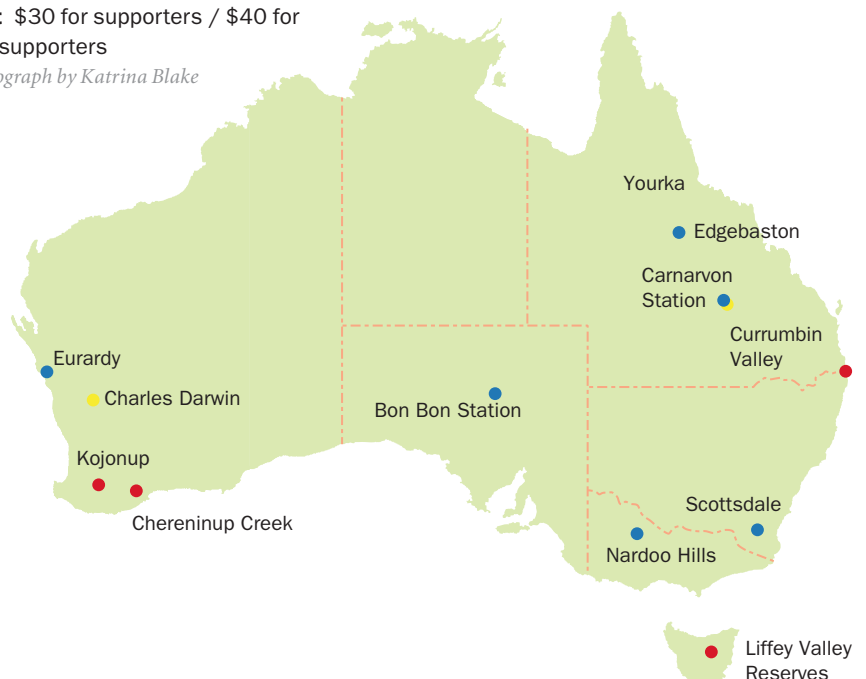 : $30 for supporters / $40 for
supporters
ograph by Katrina Blake
Yourka
Edgebaston
Carnarvon
Station
Currumbin
Valley
Eurardy
Charles Darwin
Bon Bon Station
Kojonup
Chereninup Creek
Scottsdale
Nardoo Hills
Liffey Valley
Reserves